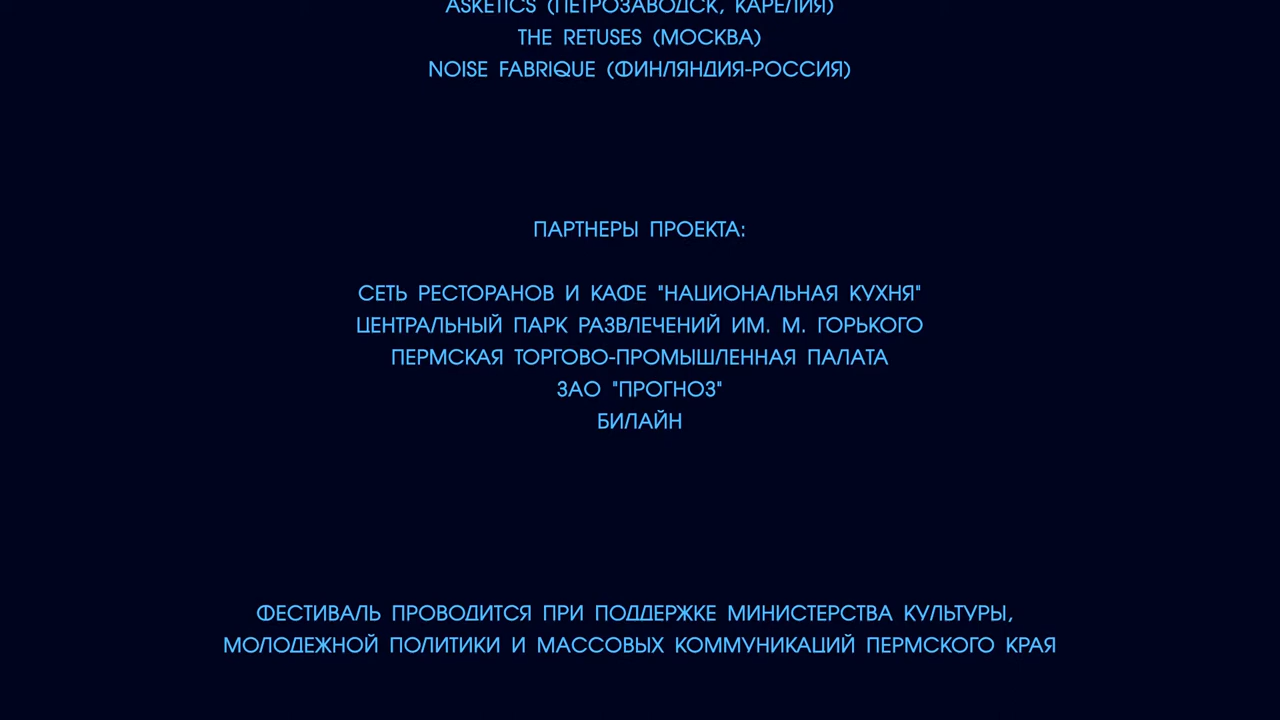 ASKETICS (ПЕТРОЗАВОДСК, КАРЕЛИЯ)
THE RETUSES (МОСКВА)
NOISE FABRIQUE (ФИНЛЯНДИЯ-РОССИЯ)
ПАРТНЕРЫ ПРОЕКТА:
СЕТЬ РЕСТОРАНОВ И КАФЕ "НАЦИОНАЛЬНАЯ КУХНЯ"
ЦЕНТРАЛЬНЫЙ ПАРК РАЗВЛЕЧЕНИЙ ИМ. М. ГОРЬКОГО
ПЕРМСКАЯ ТОРГОВО-ПРОМЫШЛЕННАЯ ПАЛАТА
ЗАО "ПРОГНОЗ"
БИЛАЙН
ФЕСТИВАЛЬ ПРОВОДИТСЯ ПРИ ПОДДЕРЖКЕ МИНИСТЕРСТВА КУЛЬТУРЫ,
МОЛОДЕЖНОЙ ПОЛИТИКИ И МАССОВЫХ КОММУНИКАЦИЙ ПЕРМСКОГО КРАЯ